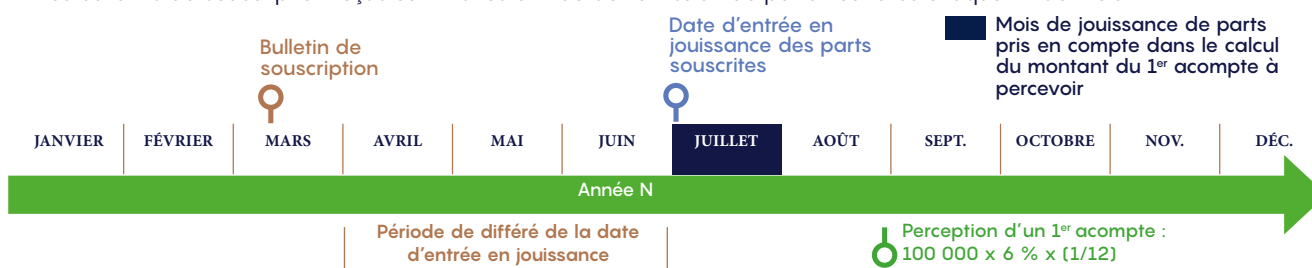 Bulletin de
souscription
Date d'entrée en
jouissance des parts
souscrites
Mois de jouissance de parts
pris en compte dans le calcul
du montant du 1er acompte à
percevoir
JANVIER FÉVRIER MARS AVRIL MAI JUIN JUILLET AOÛT SEPT. OCTOBRE NOV. DÉC.
Année N
Période de différé de la date
d'entrée en jouissance
Perception d'un 1er acompte :
100 000 x 6 % x (1/12)